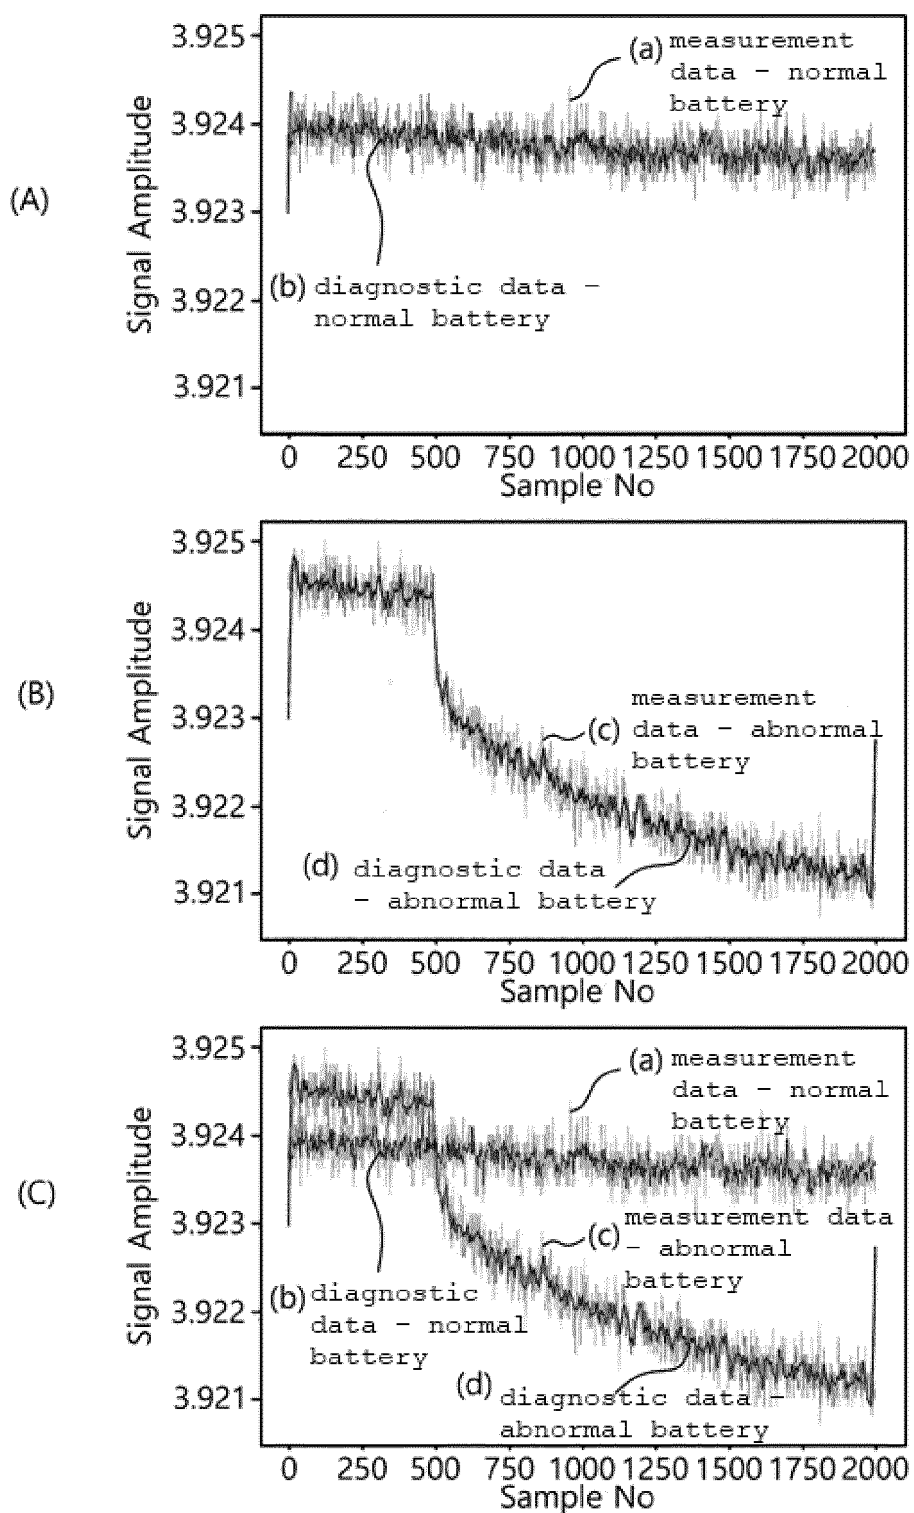 3.925
(a) measurement
data - normal
battery
3.924
(A)
Signal Amplitude
3.923
(b) diagnostic data -
normal battery
3.922
3.921
0 250 500 750 1000 1250 1500 1750 2000
Sample No
3.925
3.924
(B)
Signal Amplitude
3.923
measurement
(c) data - abnormal
battery
3.922
(d) diagnostic data
- abnormal battery
3.921
0 250 500 750 1000 1250 1500 1750 2000
Sample No
3.925
(a) measurement
data - normal
battery
3.924
(C)
Signal Amplitude
3.923
(c) measurement data
- abnormal
battery
(b) diagnostic
data - normal
battery
3.922
(d) diagnostic data -
abnormal battery
3.921
0 250 500 750 1000 1250 1500 1750 2000
Sample No